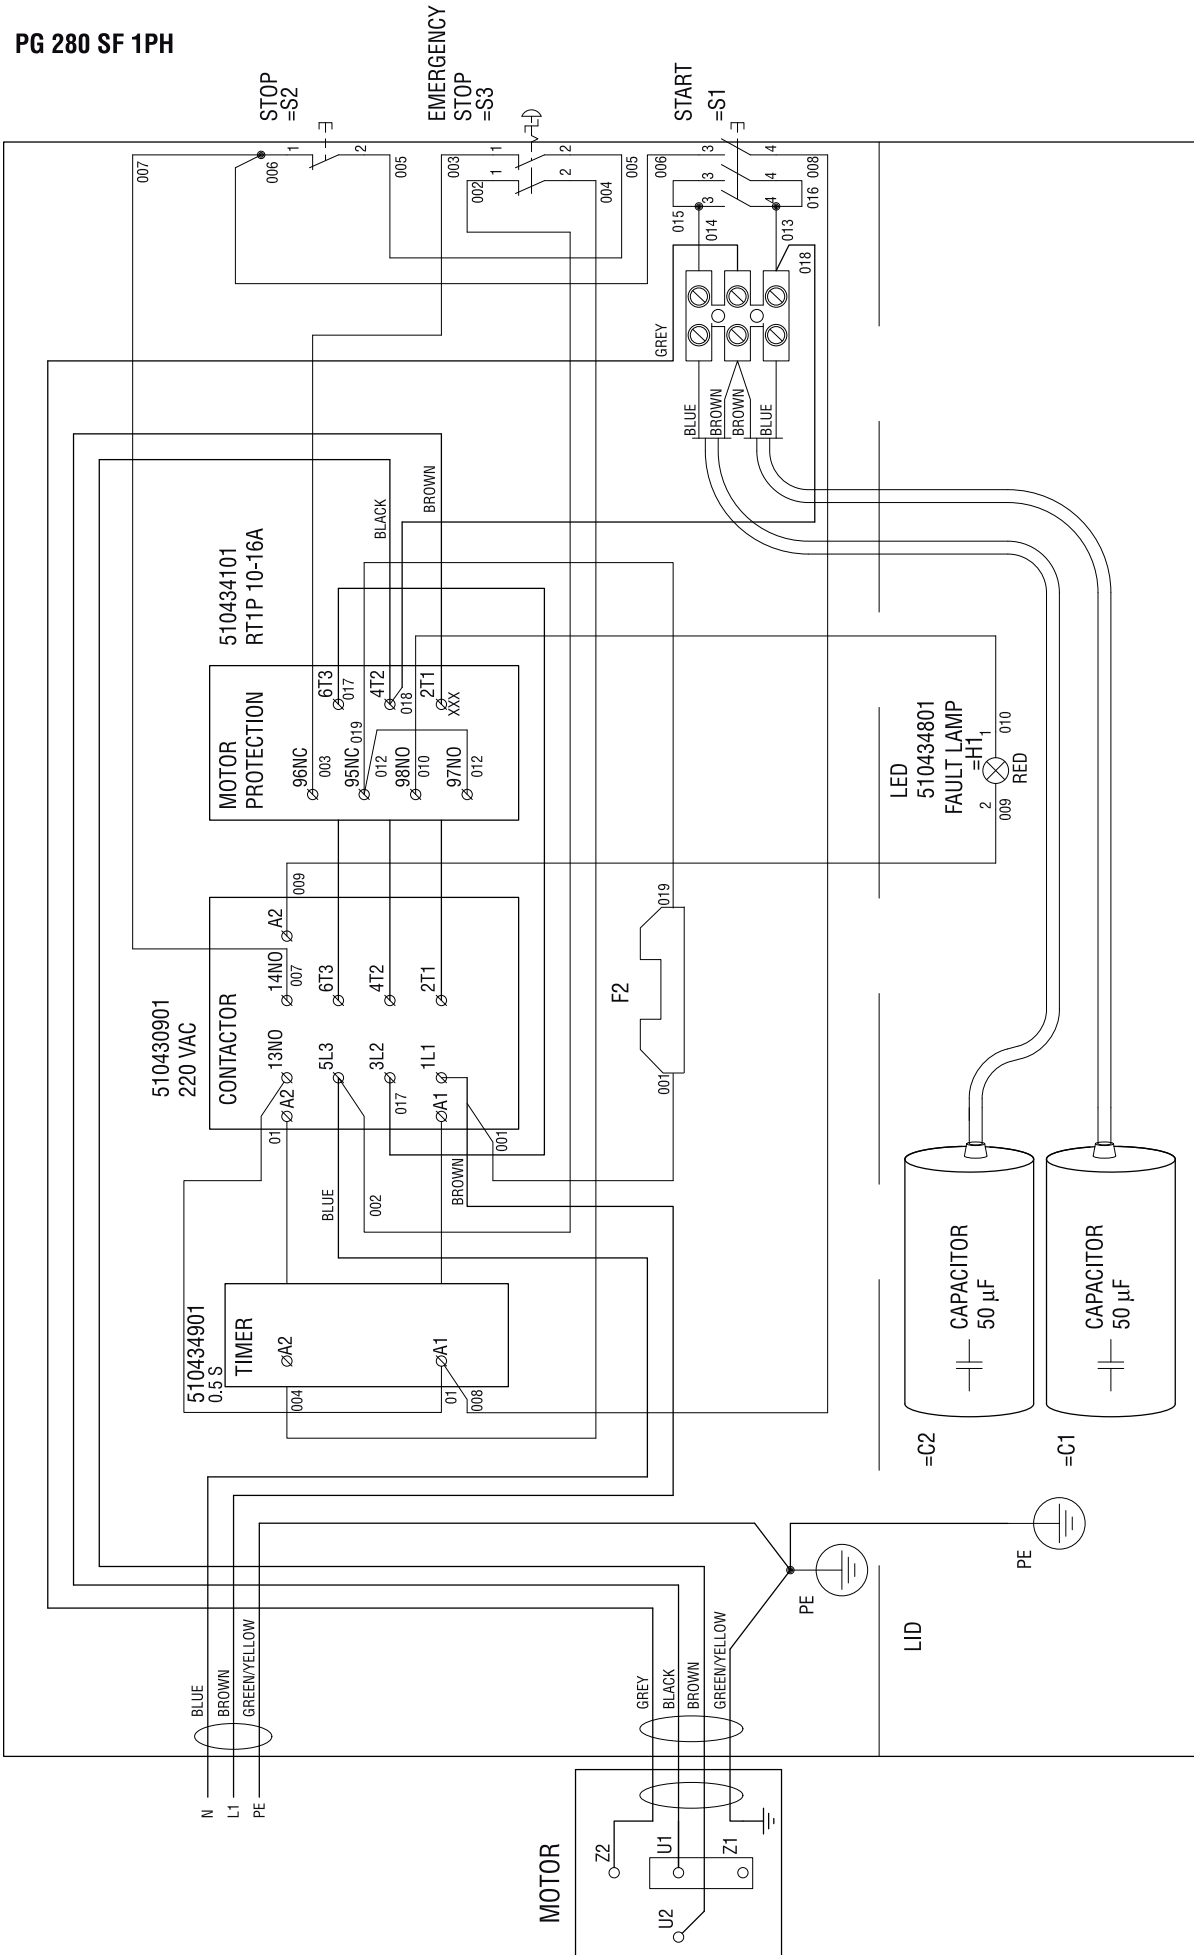 PG 280 SF 1PH
STOP
=S2
EMERGENCY
STOP
=S3
START
=S1
007
006
1
2
005
003
002
1
1
2
2
005
004
006
015
014
3
3
3
4
4
4
008
016
013
018
GREY
BLUE
BROWN
BROWN
BLUE
BLACK
BROWN
510434101
RT1P 10-16A
MOTOR
PROTECTION
6T3
017
4T2
018
2T1
XXX
96NC
003
95NC
019
012
98NO
010
97NO
012
LED
510434801
FAULT LAMP
=H1
1
010
RED
2
009
510430901
220 VAC
CONTACTOR
A2
009
14NO
007
6T3
4T2
2T1
13NO
A2
01
5L3
3L2
017
1L1
A1
001
F2
019
001
BLUE
002
BROWN
510434901
0.5 S
TIMER
A2
004
A1
01
008
CAPACITOR
50 µF
=C2
CAPACITOR
50 µF
=C1
PE
PE
LID
BLUE
BROWN
GREEN/YELLOW
N
L1
PE
GREY
BLACK
BROWN
GREEN/YELLOW
MOTOR
Z2
U1
Z1
U2